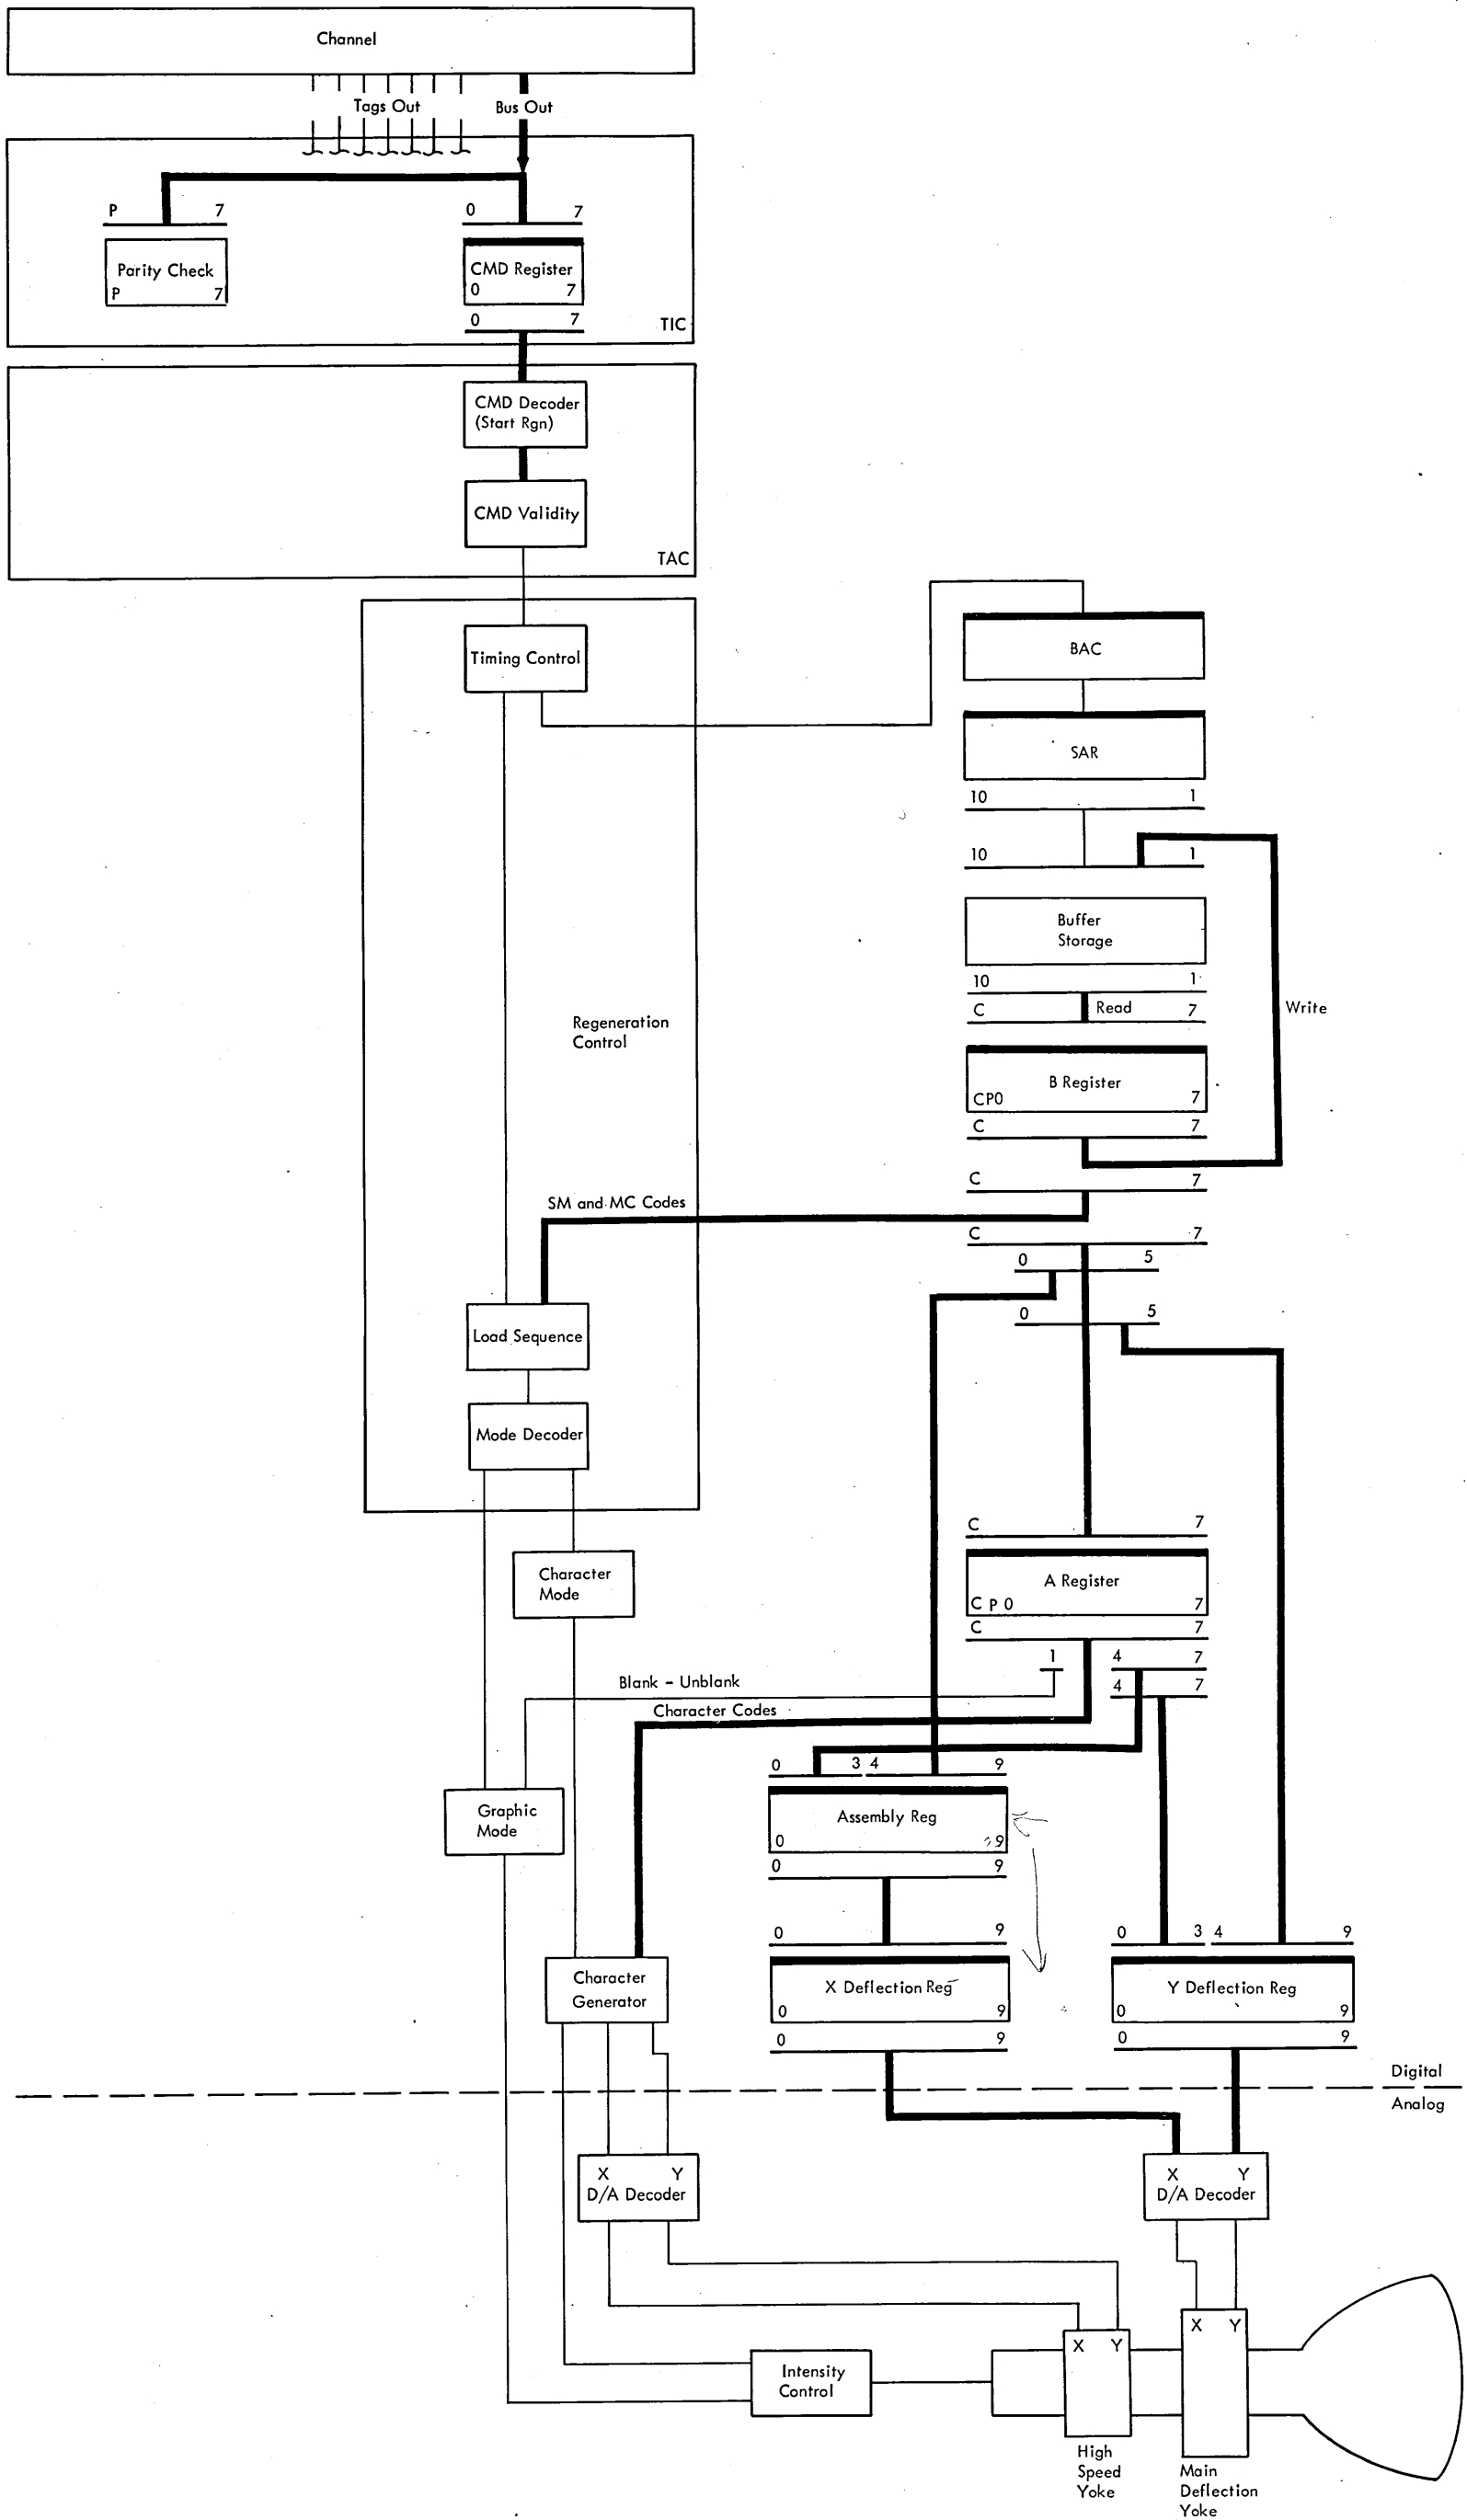 Channel
Tags Out Bus Out
P 7 0 7
Parity Check
P 7
CMD Register
0 7
0 7
TIC
CMD Decoder
(Start Rgn)
CMD Validity
TAC
Timing Control
BAC
SAR
10 1
10 1
Buffer
Storage
10 1
C Read 7
Write
Regeneration
Control
B Register
CP0 7
C 7
C 7
SM and MC Codes
C 7
0 5
0 5
Load Sequence
Mode Decoder
C 7
Character
Mode
A Register
C P 0 7
C 7
1 4 7
4 7
Blank - Unblank
Character Codes
0 3 4 9
Graphic
Mode
Assembly Reg
0 9
0 9
0 9 0 3 4 9
Character
Generator
X Deflection Reg
0 9
Y Deflection Reg
0 9
0 9 0 9
Digital
Analog
X Y
D/A Decoder
X Y
D/A Decoder
X Y
X Y
Intensity
Control
High
Speed
Yoke
Main
Deflection
Yoke